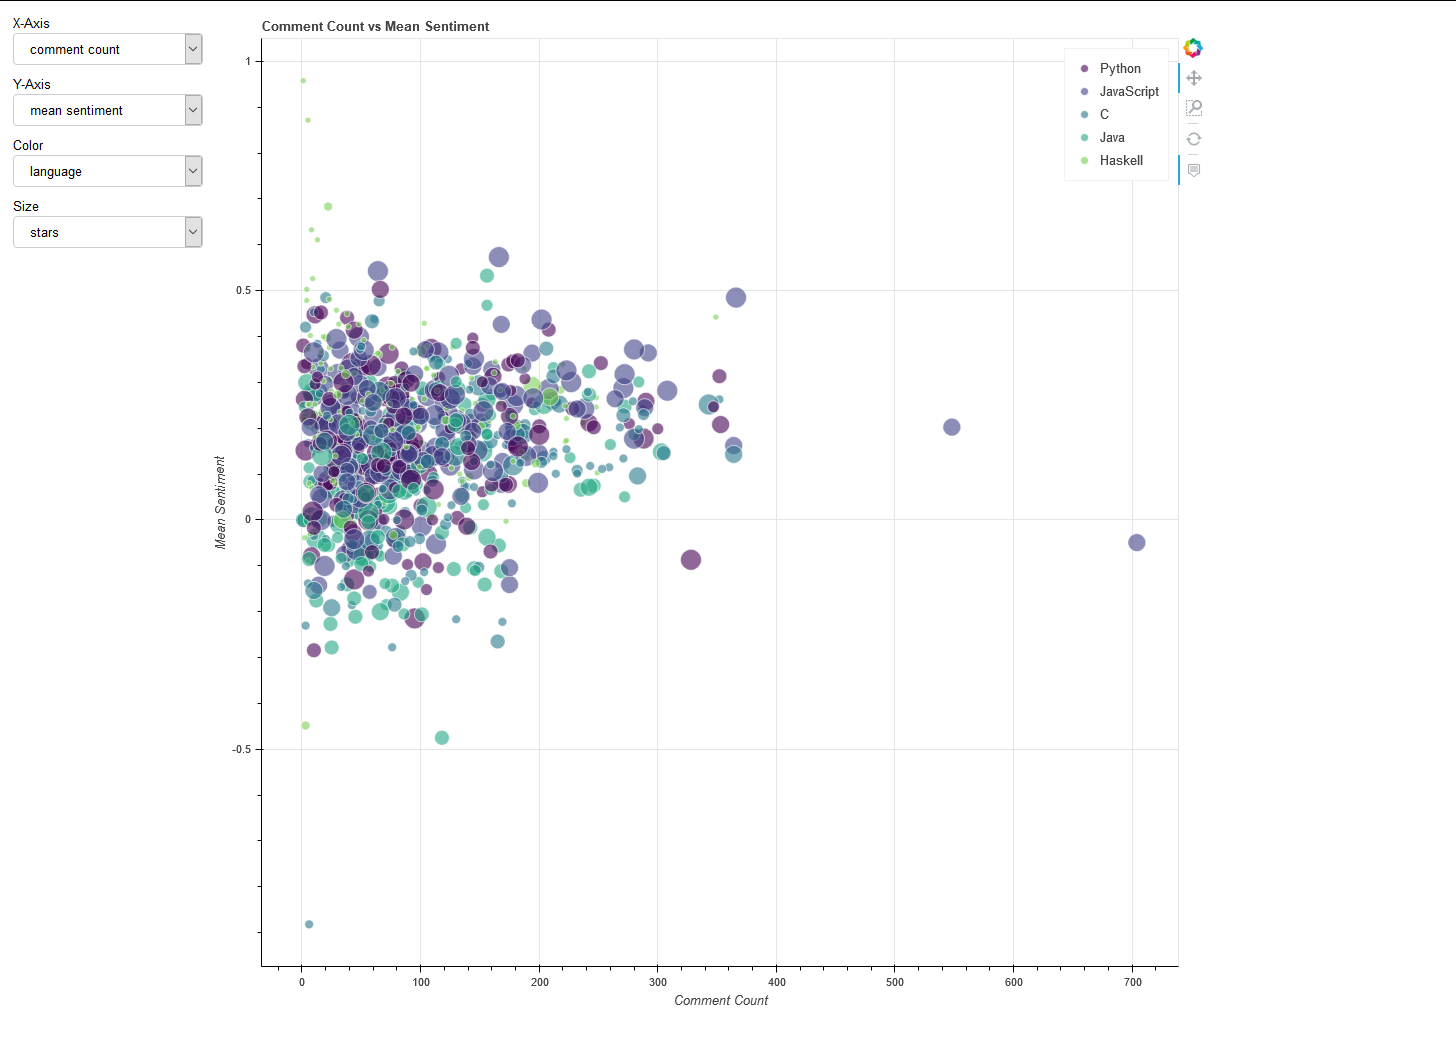 X-Axis
comment count
Y-Axis
mean sentiment
Color
language
Size
stars
Comment Count vs Mean Sentiment
Python
JavaScript
C
Java
Haskell
1
0.5
0
-0.5
Mean Sentiment
0 100 200 300 400 500 600 700
Comment Count